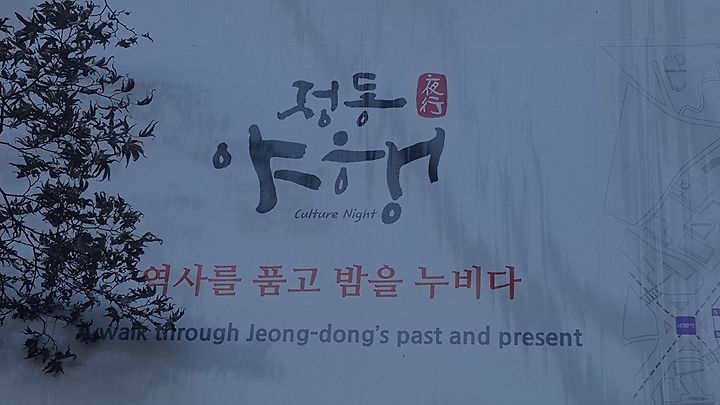 정동 夜行
야행
Culture Night
역사를 품고 밤을 누비다
A walk through Jeong-dong's past and present